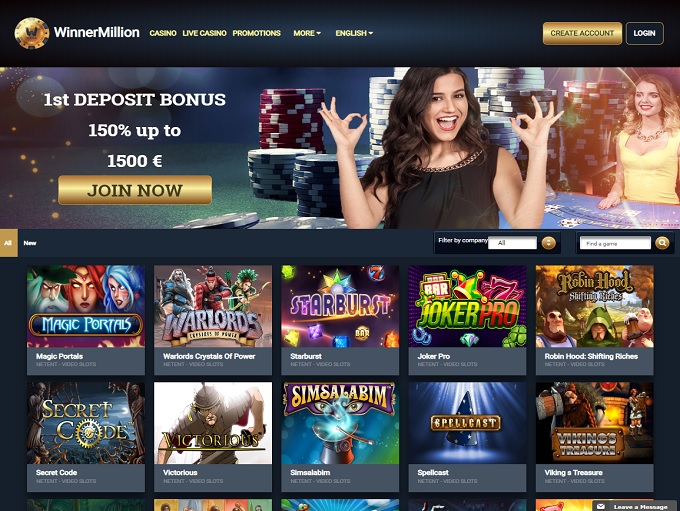 WinnerMillion
CASINO LIVE CASINO PROMOTIONS MORE ENGLISH
CREATE ACCOUNT LOGIN
1st DEPOSIT BONUS
150% up to
1500 €
JOIN NOW
All New Filter by company All Find a game
MAGIC PORTALS WARLORDS CRYSTALS OF POWER STARBURST BAR BAR BAR JOKER PRO Robin Hood Shifting Riches
Magic Portals Warlords Crystals Of Power Starburst Joker Pro Robin Hood: Shifting Riches
NETENT - VIDEO SLOTS NETENT - VIDEO SLOTS NETENT - VIDEO SLOTS NETENT - VIDEO SLOTS NETENT - VIDEO SLOTS
SECRET CODE VICTORIOUS SIMSALABIM SPELLCAST VIKING'S TREASURE
Secret Code Victorious Simsalabim Spellcast Viking s Treasure
NETENT - VIDEO SLOTS NETENT - VIDEO SLOTS NETENT - VIDEO SLOTS NETENT - VIDEO SLOTS NETENT - VIDEO SLOTS
Leave a Message